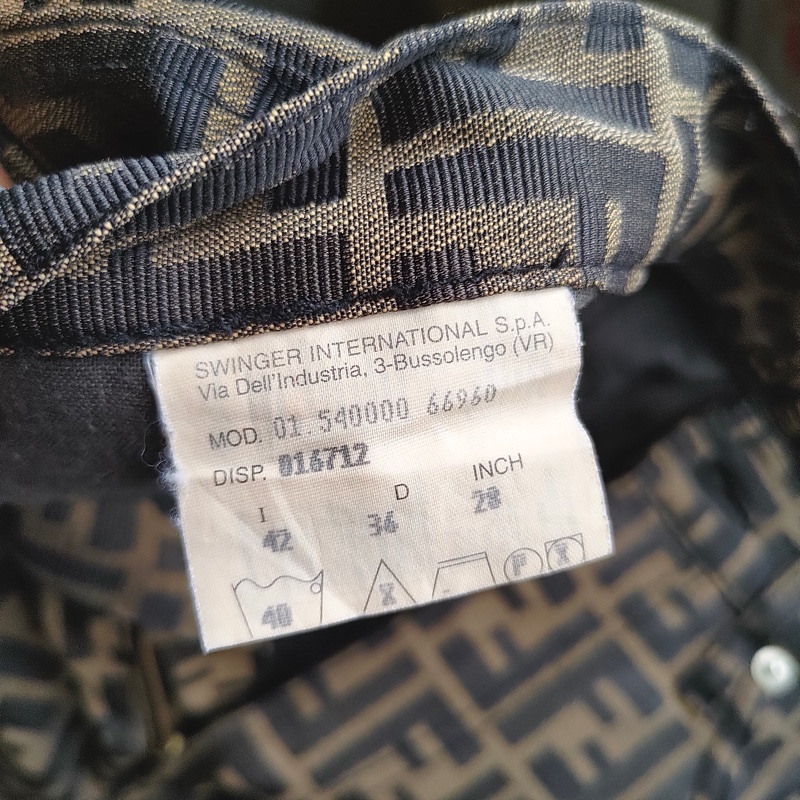 SWINGER INTERNATIONAL S.p.A.
Via Dell'Industria, 3-Bussolengo (VR)
MOD. 01.540000 66960
DISP. 016712
I D INCH
42 36 28
40 X - P X